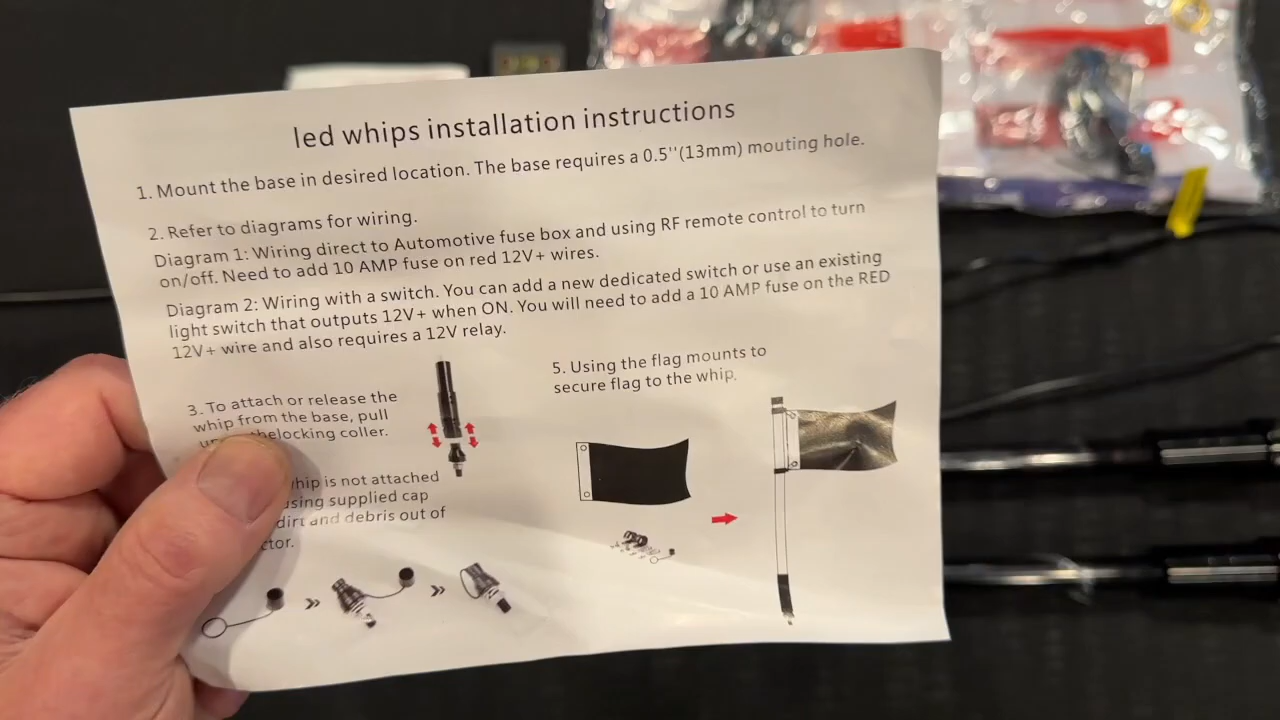 led whips installation instructions
1. Mount the base in desired location. The base requires a 0.5''(13mm) mouting hole.
2. Refer to diagrams for wiring.
Diagram 1: Wiring direct to Automotive fuse box and using RF remote control to turn
on/off. Need to add 10 AMP fuse on red 12V+ wires.
Diagram 2: Wiring with a switch. You can add a new dedicated switch or use an existing
light switch that outputs 12V+ when ON. You will need to add a 10 AMP fuse on the RED
12V+ wire and also requires a 12V relay.
3. To attach or release the
whip from the base, pull
locking coller.
is not attached
using supplied cap
dirt and debris out of
5. Using the flag mounts to
secure flag to the whip.